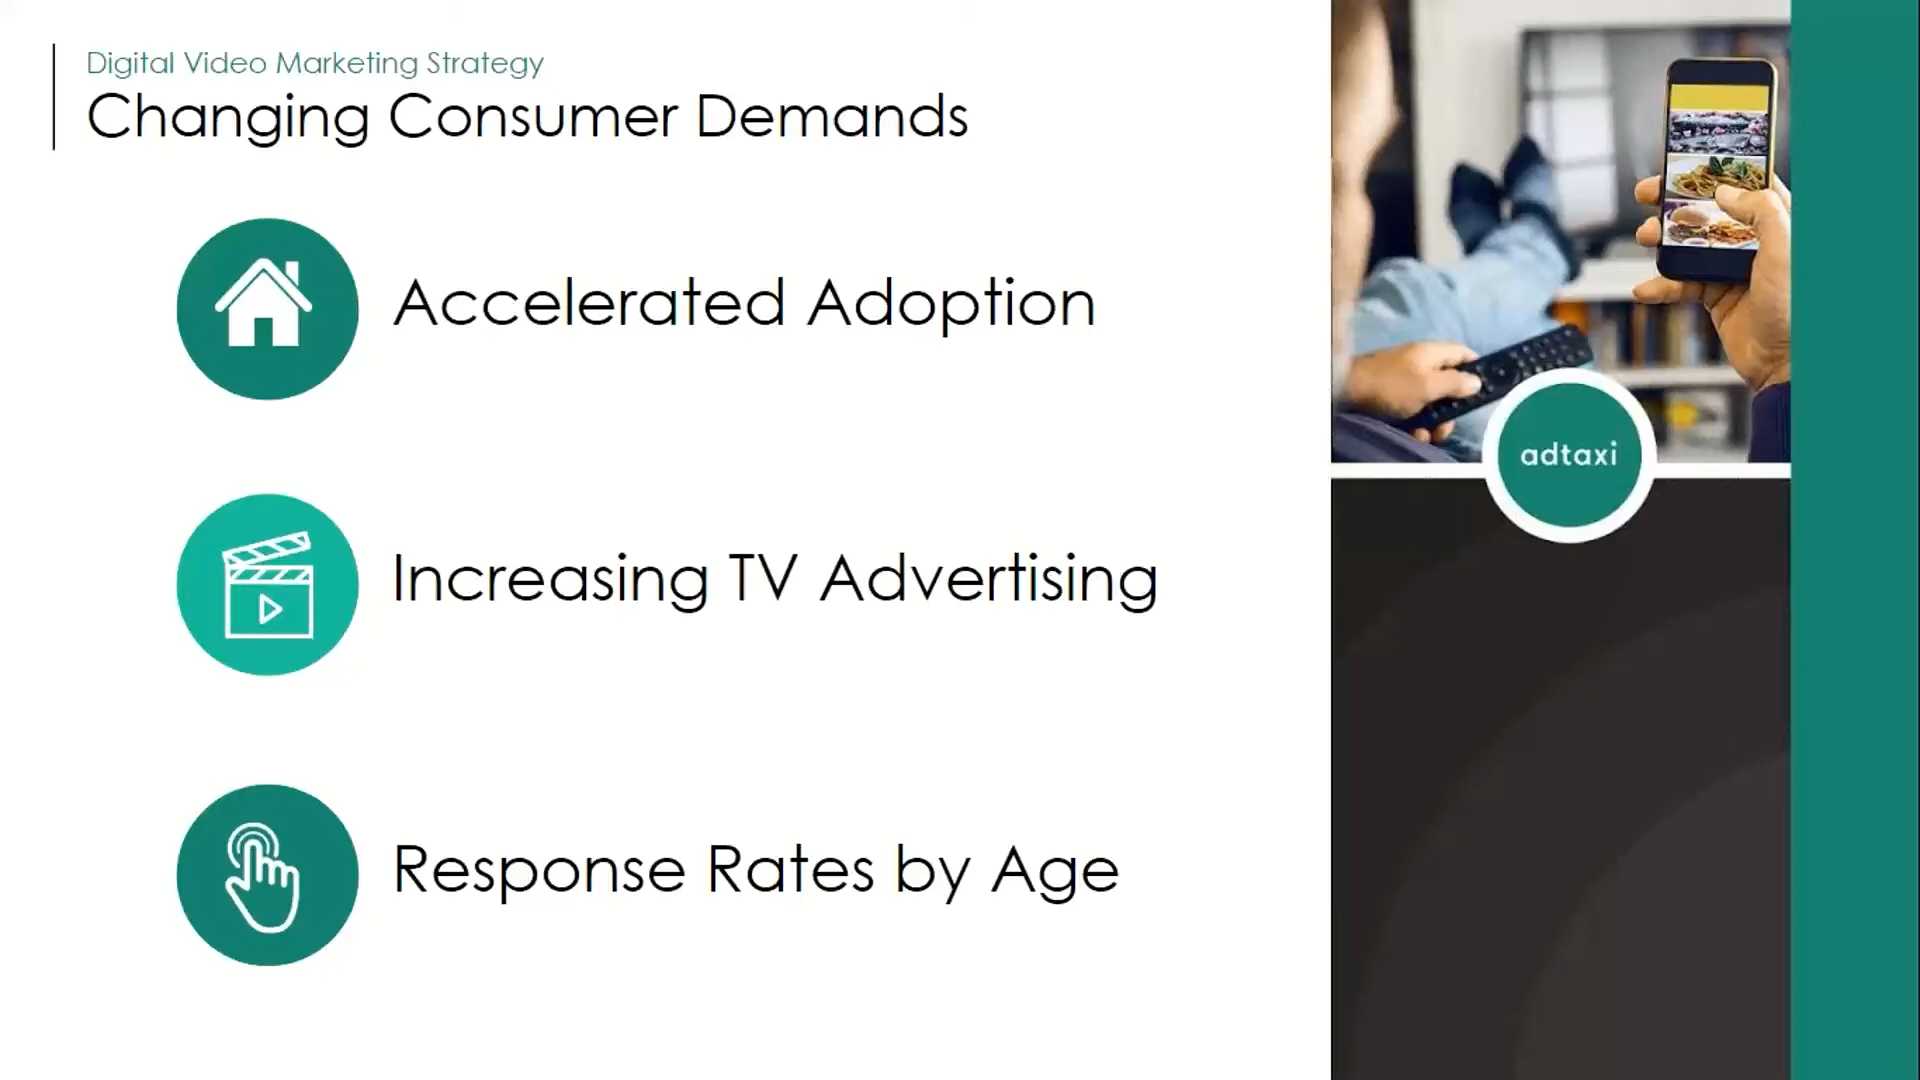 Digital Video Marketing Strategy
Changing Consumer Demands
Accelerated Adoption
Increasing TV Advertising
Response Rates by Age
adtaxi